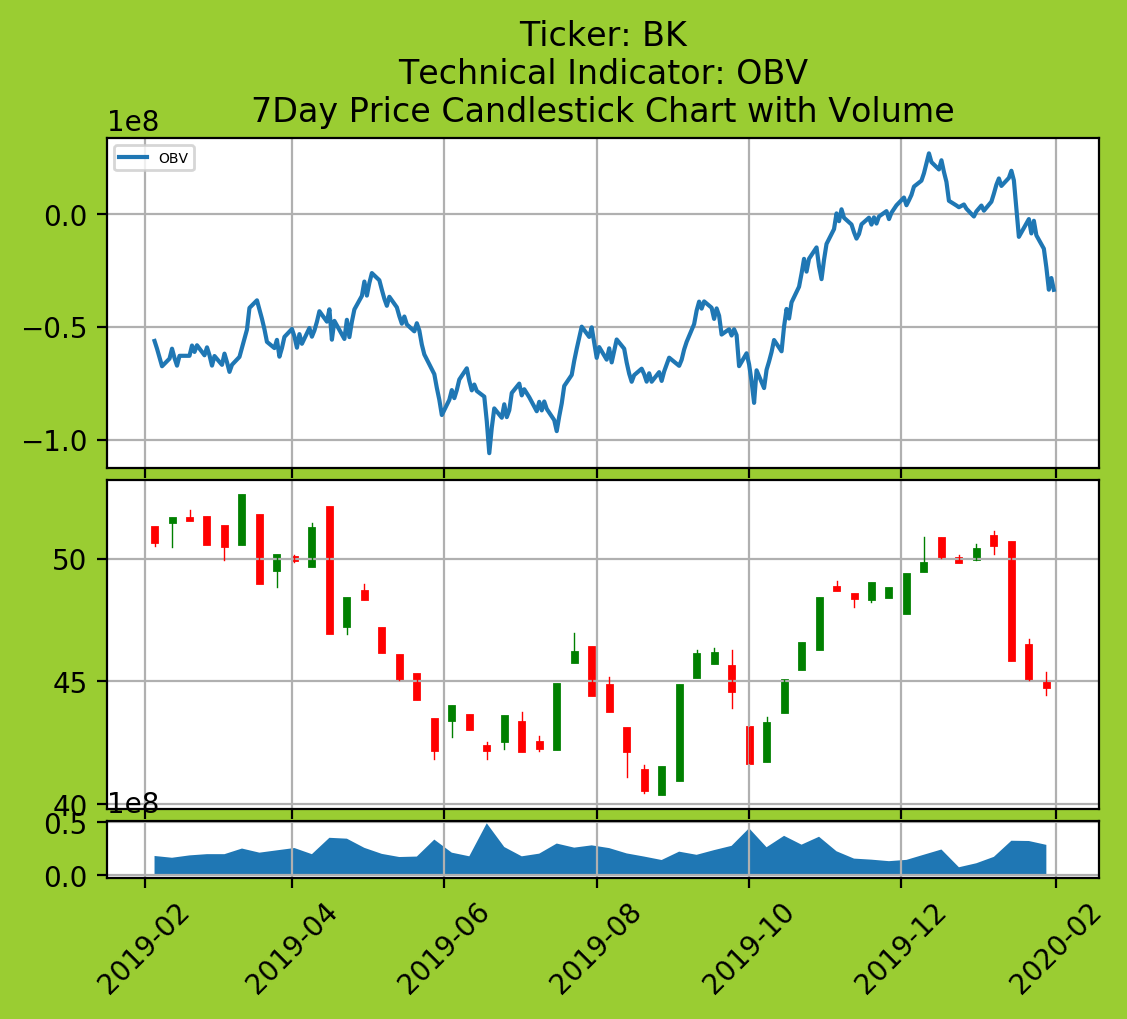 Ticker: BK
Technical Indicator: OBV
7Day Price Candlestick Chart with Volume
1e8
OBV
0.0
−0.5
−1.0
50
45
40
1e8
0.5
0.0
2019-02
2019-04
2019-06
2019-08
2019-10
2019-12
2020-02